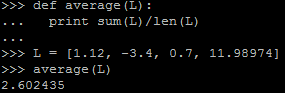 >>> def average(L):
...   print sum(L)/len(L)
...
>>> L = [1.12, -3.4, 0.7, 11.98974]
>>> average(L)
2.602435